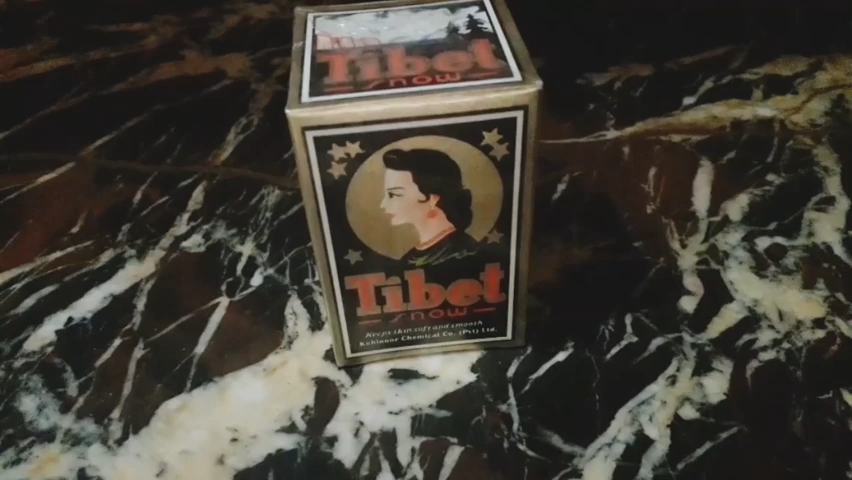 Tibet
snow
Tibet
snow
Keeps skin soft and smooth
Kohinoor Chemical Co. (Pvt) Ltd.